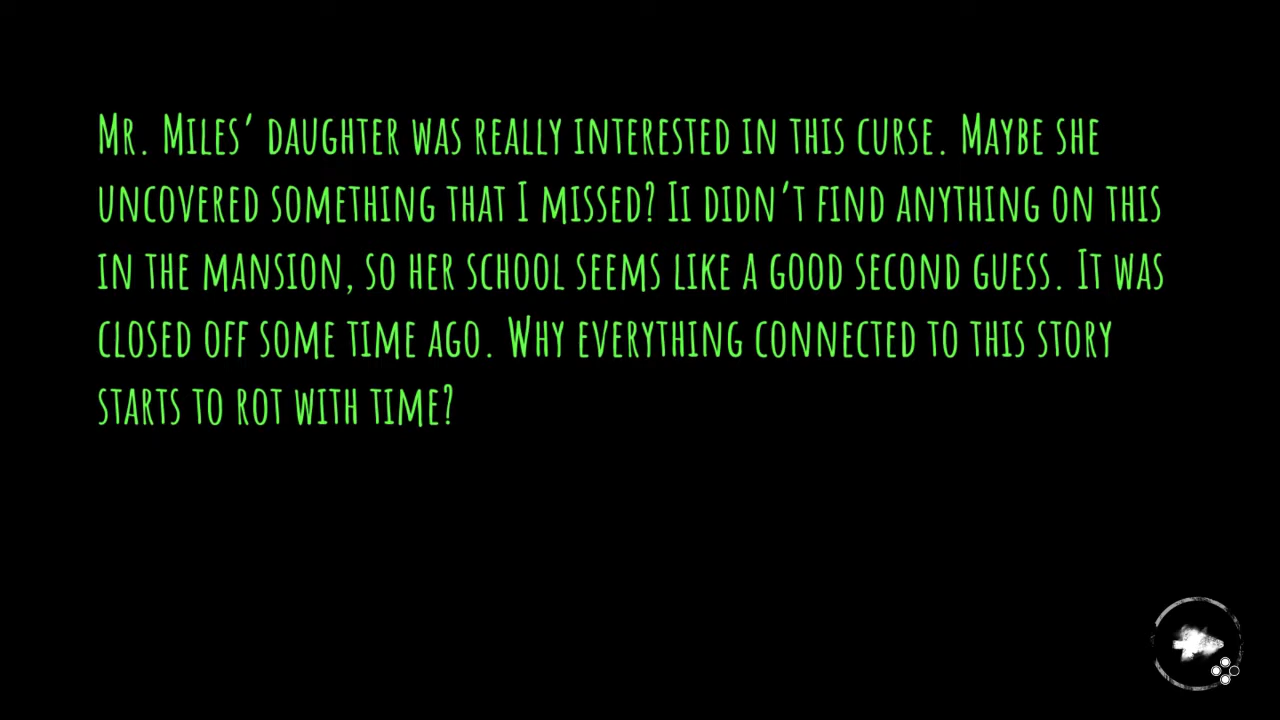 Mr. Miles' daughter was really interested in this curse. Maybe she
uncovered something that I missed? Ii didn't find anything on this
in the mansion, so her school seems like a good second guess. It was
closed off some time ago. Why everything connected to this story
starts to rot with time?